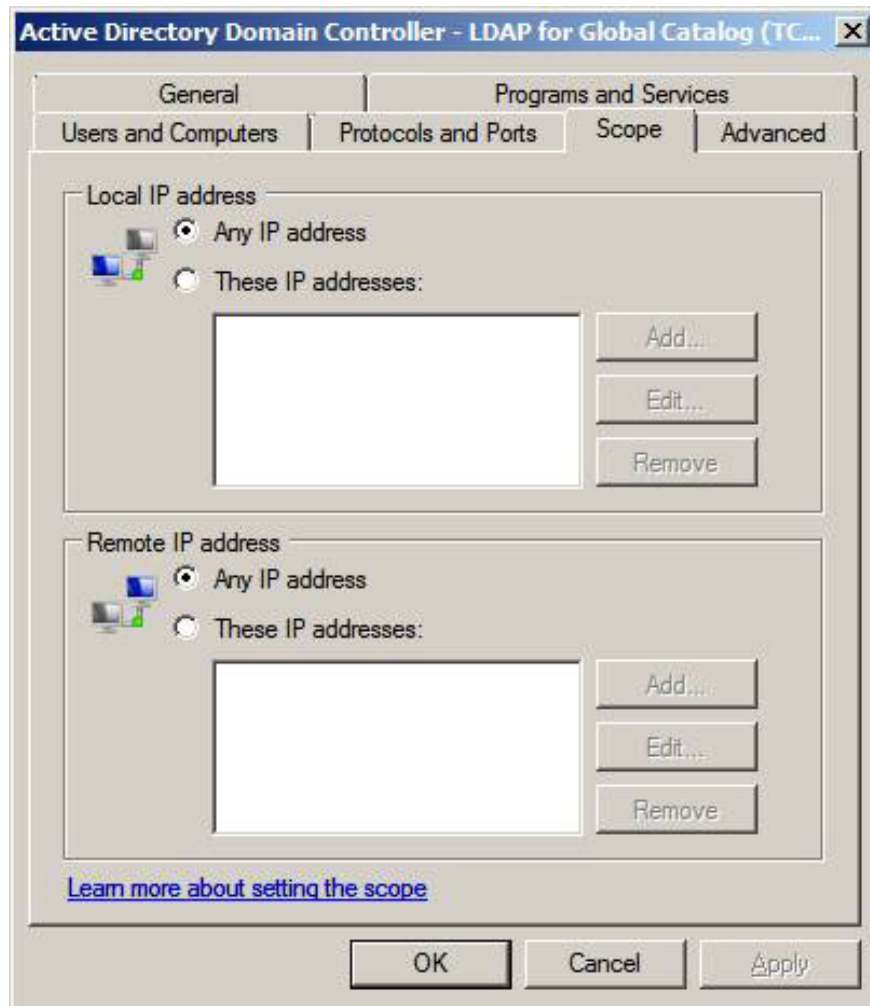 Active Directory Domain Controller - LDAP for Global Catalog (TC...
General Programs and Services
Users and Computers Protocols and Ports Scope Advanced
Local IP address
Any IP address
These IP addresses:
Add...
Edit...
Remove
Remote IP address
Any IP address
These IP addresses:
Add...
Edit...
Remove
Learn more about setting the scope
OK Cancel Apply